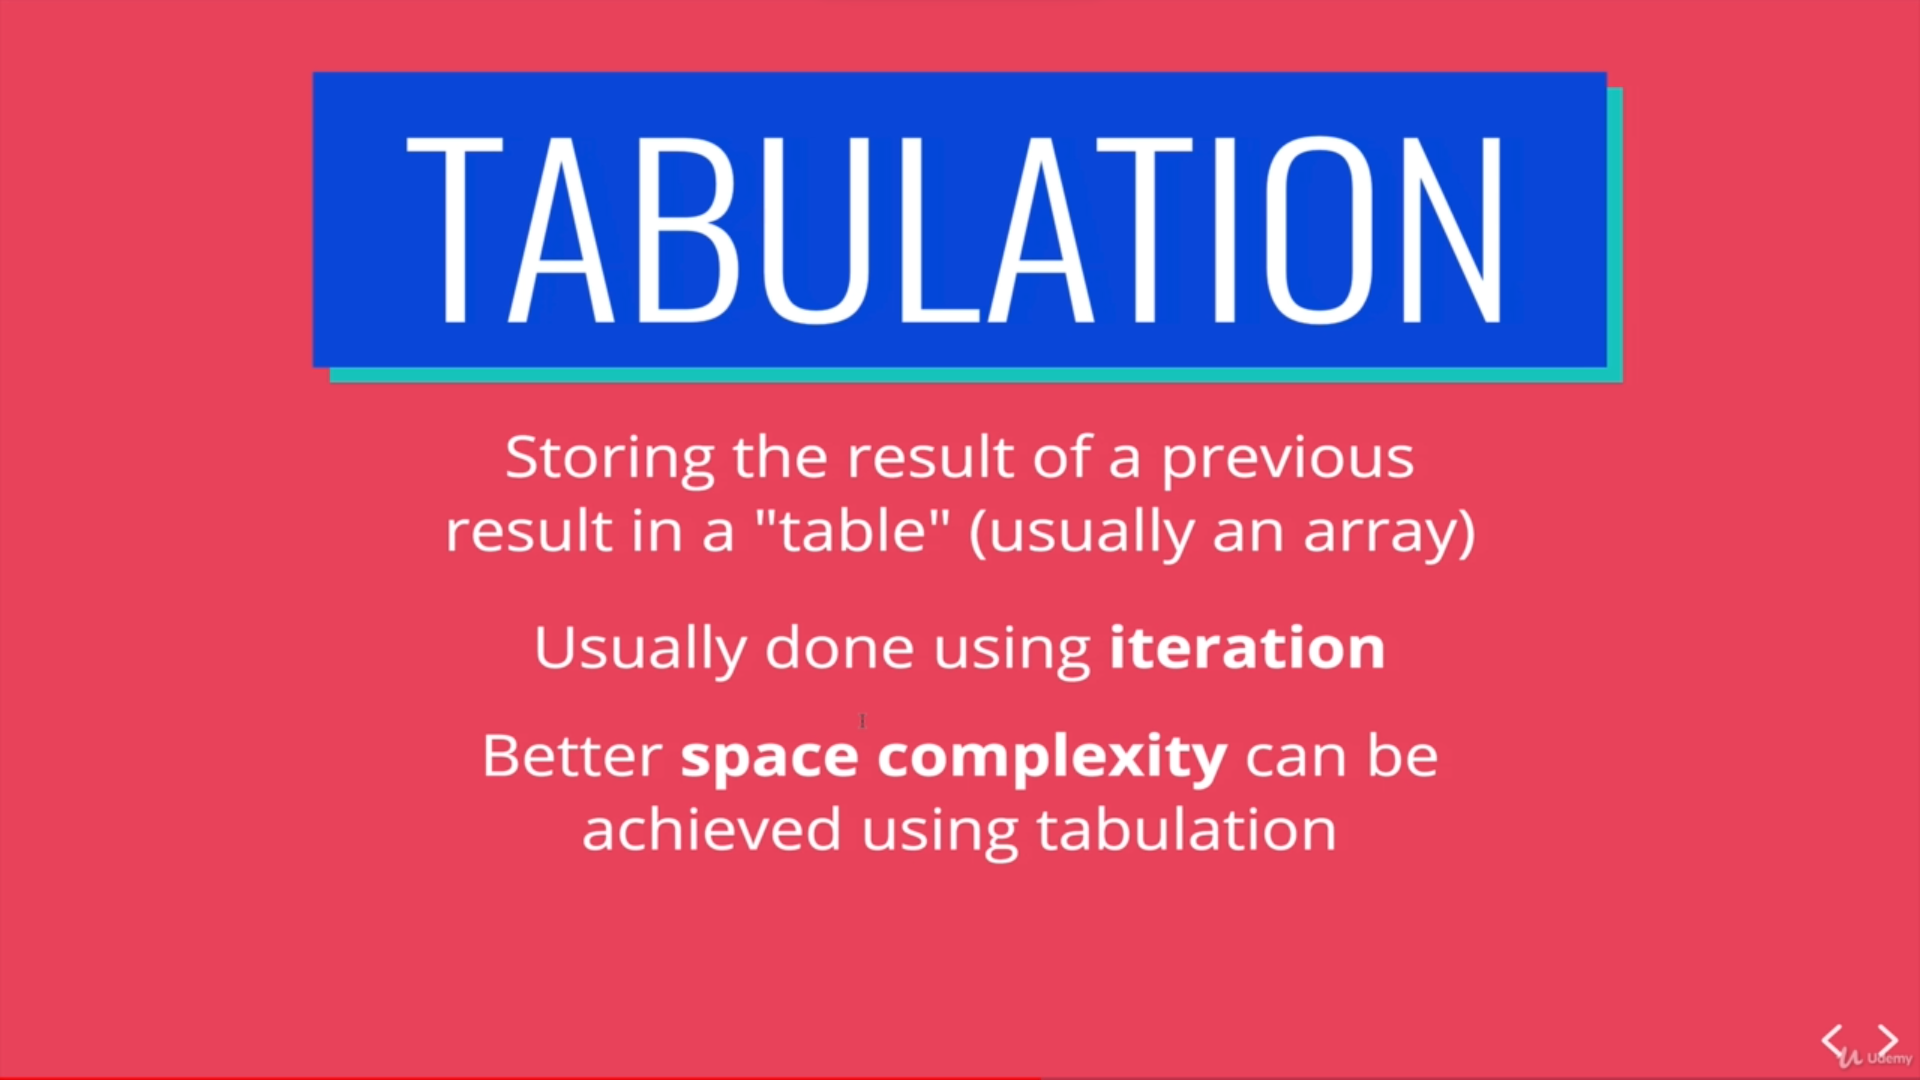 TABULATION
Storing the result of a previous
result in a "table" (usually an array)
Usually done using iteration
Better space complexity can be
achieved using tabulation
Udemy